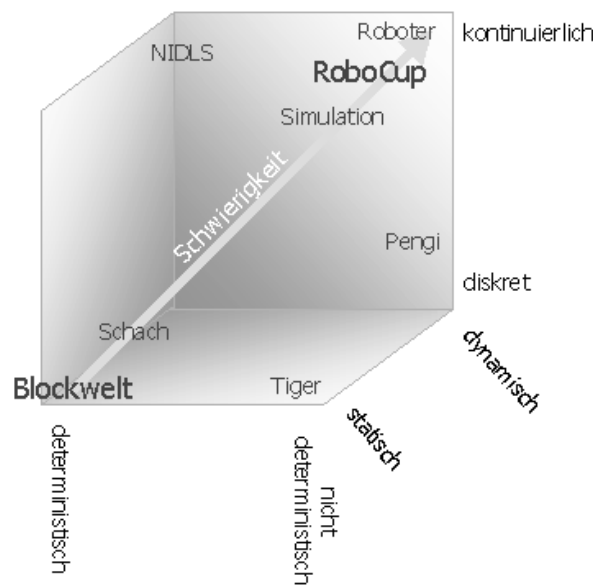 Roboter
kontinuierlich
NIDLS
RoboCup
Simulation
Schwierigkeit
Pengi
diskret
Schach
dynamisch
Blockwelt
Tiger
statisch
deterministisch
nicht
deterministisch